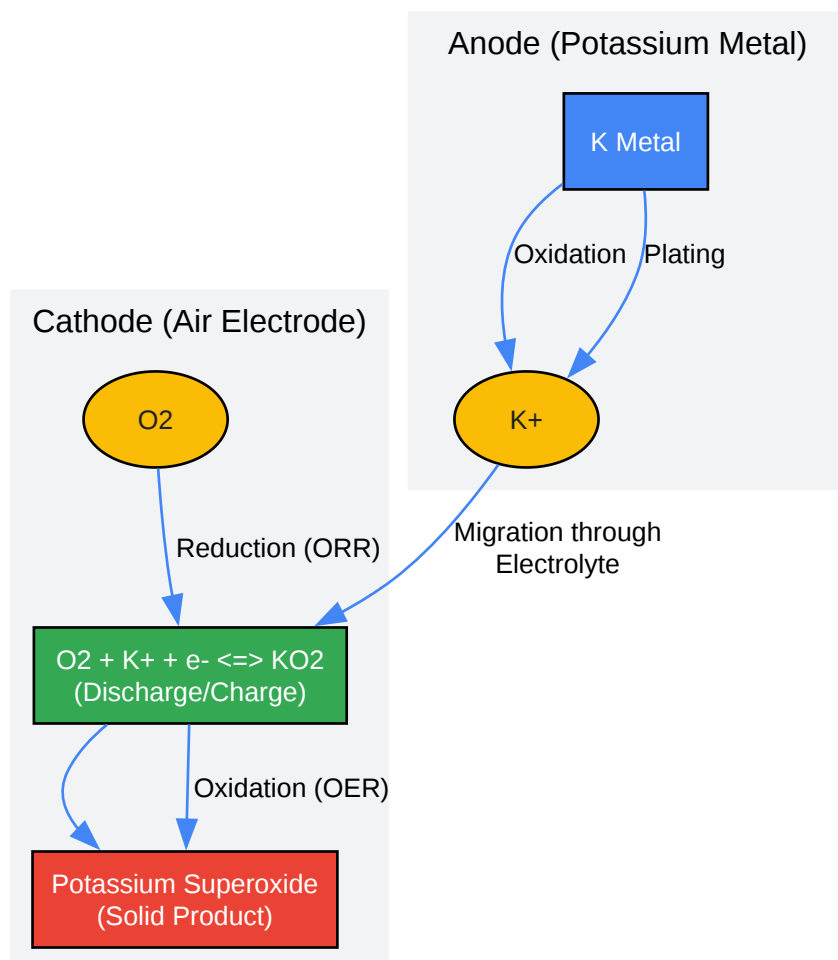 Anode (Potassium Metal)
K Metal
Oxidation
Plating
Cathode (Air Electrode)
O2
K+
Reduction (ORR)
Migration through
Electrolyte
O2 + K+ + e- <=> KO2
(Discharge/Charge)
Oxidation (OER)
Potassium Superoxide
(Solid Product)